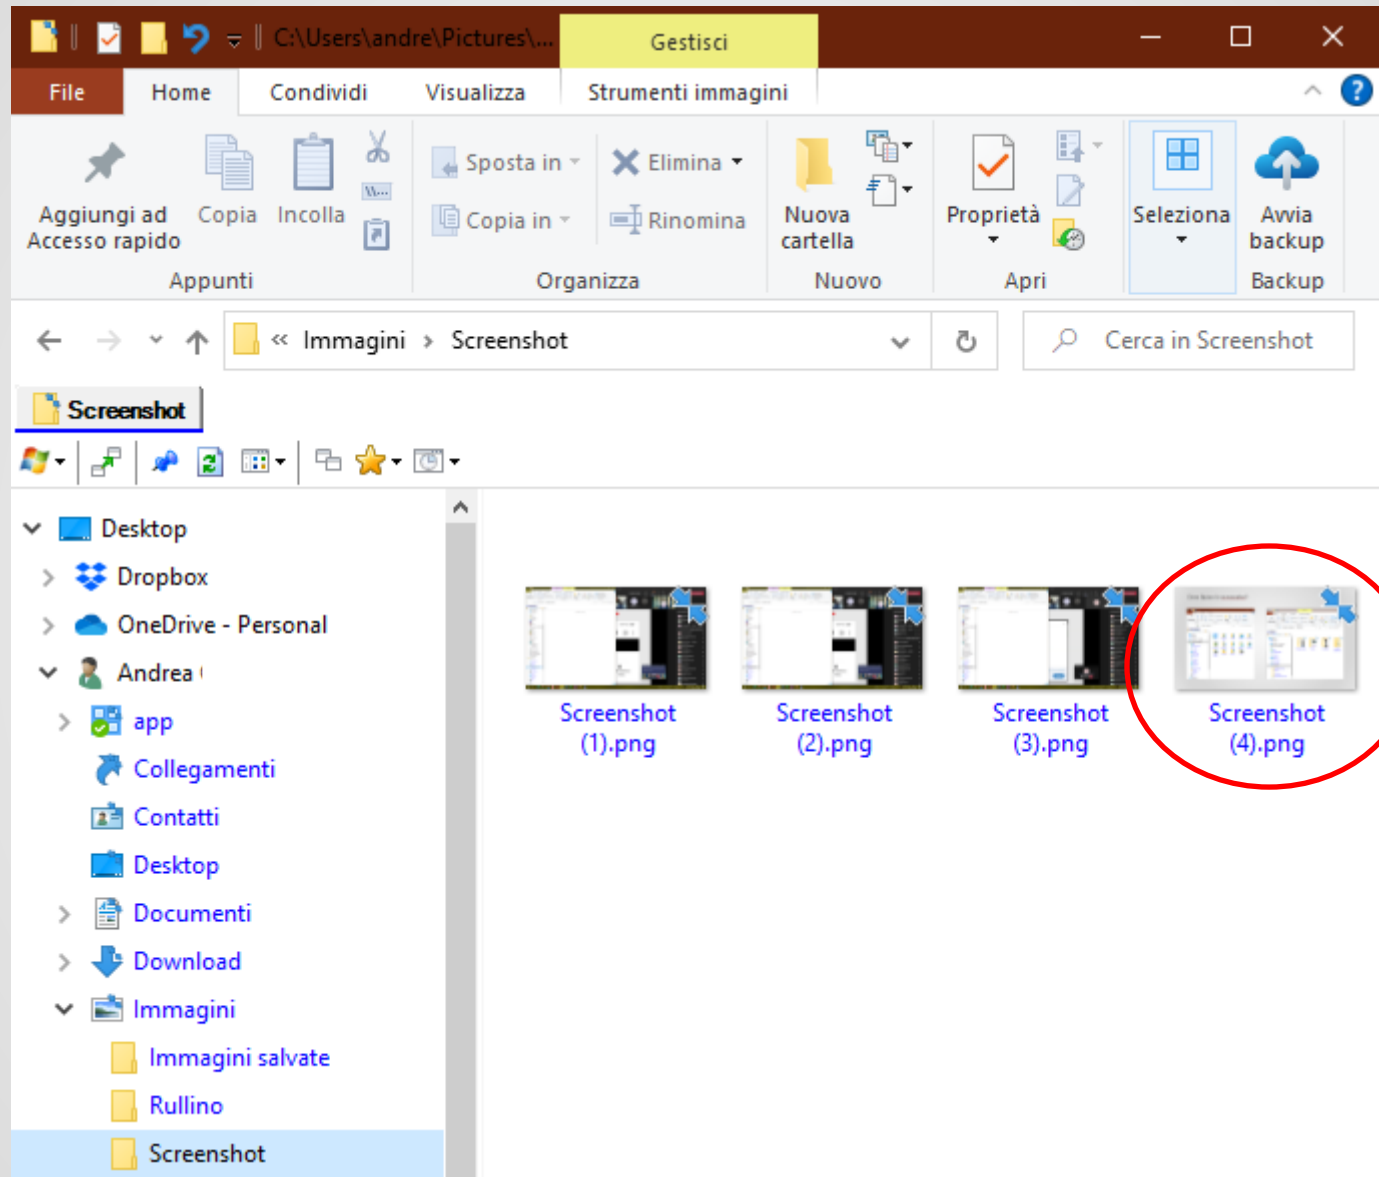 C:\Users\andre\Pictures\...
Gestisci
File
Home
Condividi
Visualizza
Strumenti immagini
Aggiungi ad
Accesso rapido
Copia
Incolla
Sposta in
Copia in
Elimina
Rinomina
Nuova
cartella
Proprietà
Seleziona
Avvia
backup
Appunti
Organizza
Nuovo
Apri
Backup
« Immagini › Screenshot
Cerca in Screenshot
Screenshot
Desktop
Dropbox
OneDrive - Personal
Andrea
app
Collegamenti
Contatti
Desktop
Documenti
Download
Immagini
Immagini salvate
Rullino
Screenshot
Screenshot
(1).png
Screenshot
(2).png
Screenshot
(3).png
Screenshot
(4).png